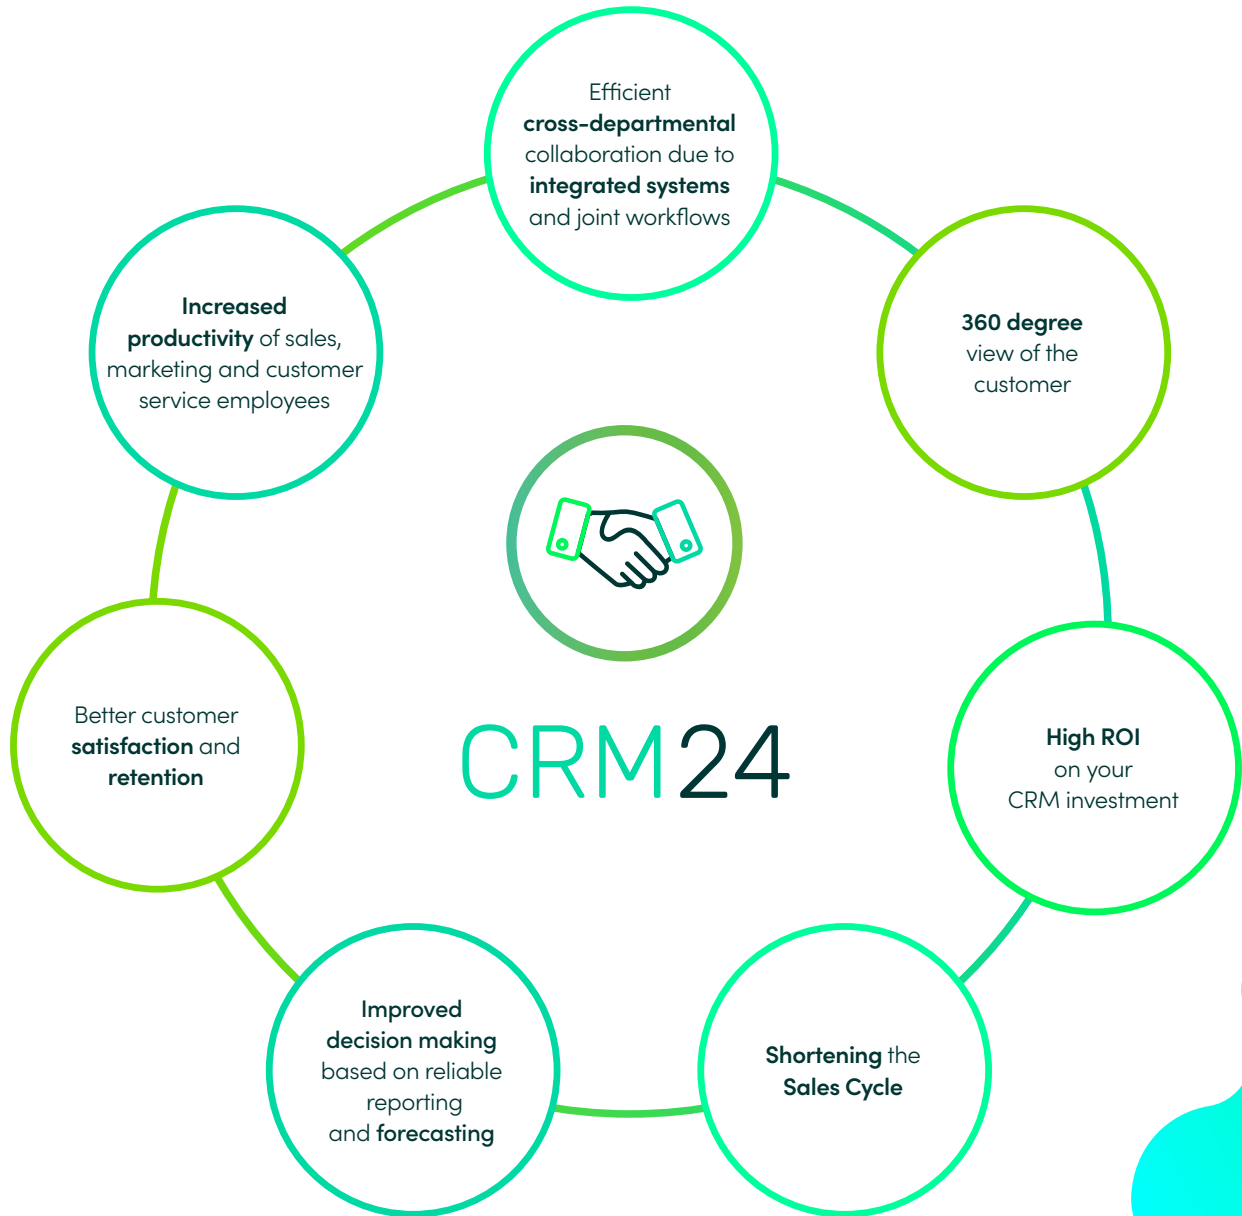 Efficient
cross-departmental
collaboration due to
integrated systems
and joint workflows
360 degree
view of the
customer
High ROI
on your
CRM investment
Shortening the
Sales Cycle
Improved
decision making
based on reliable
reporting
and forecasting
Better customer
satisfaction and
retention
Increased
productivity of sales,
marketing and customer
service employees
CRM24